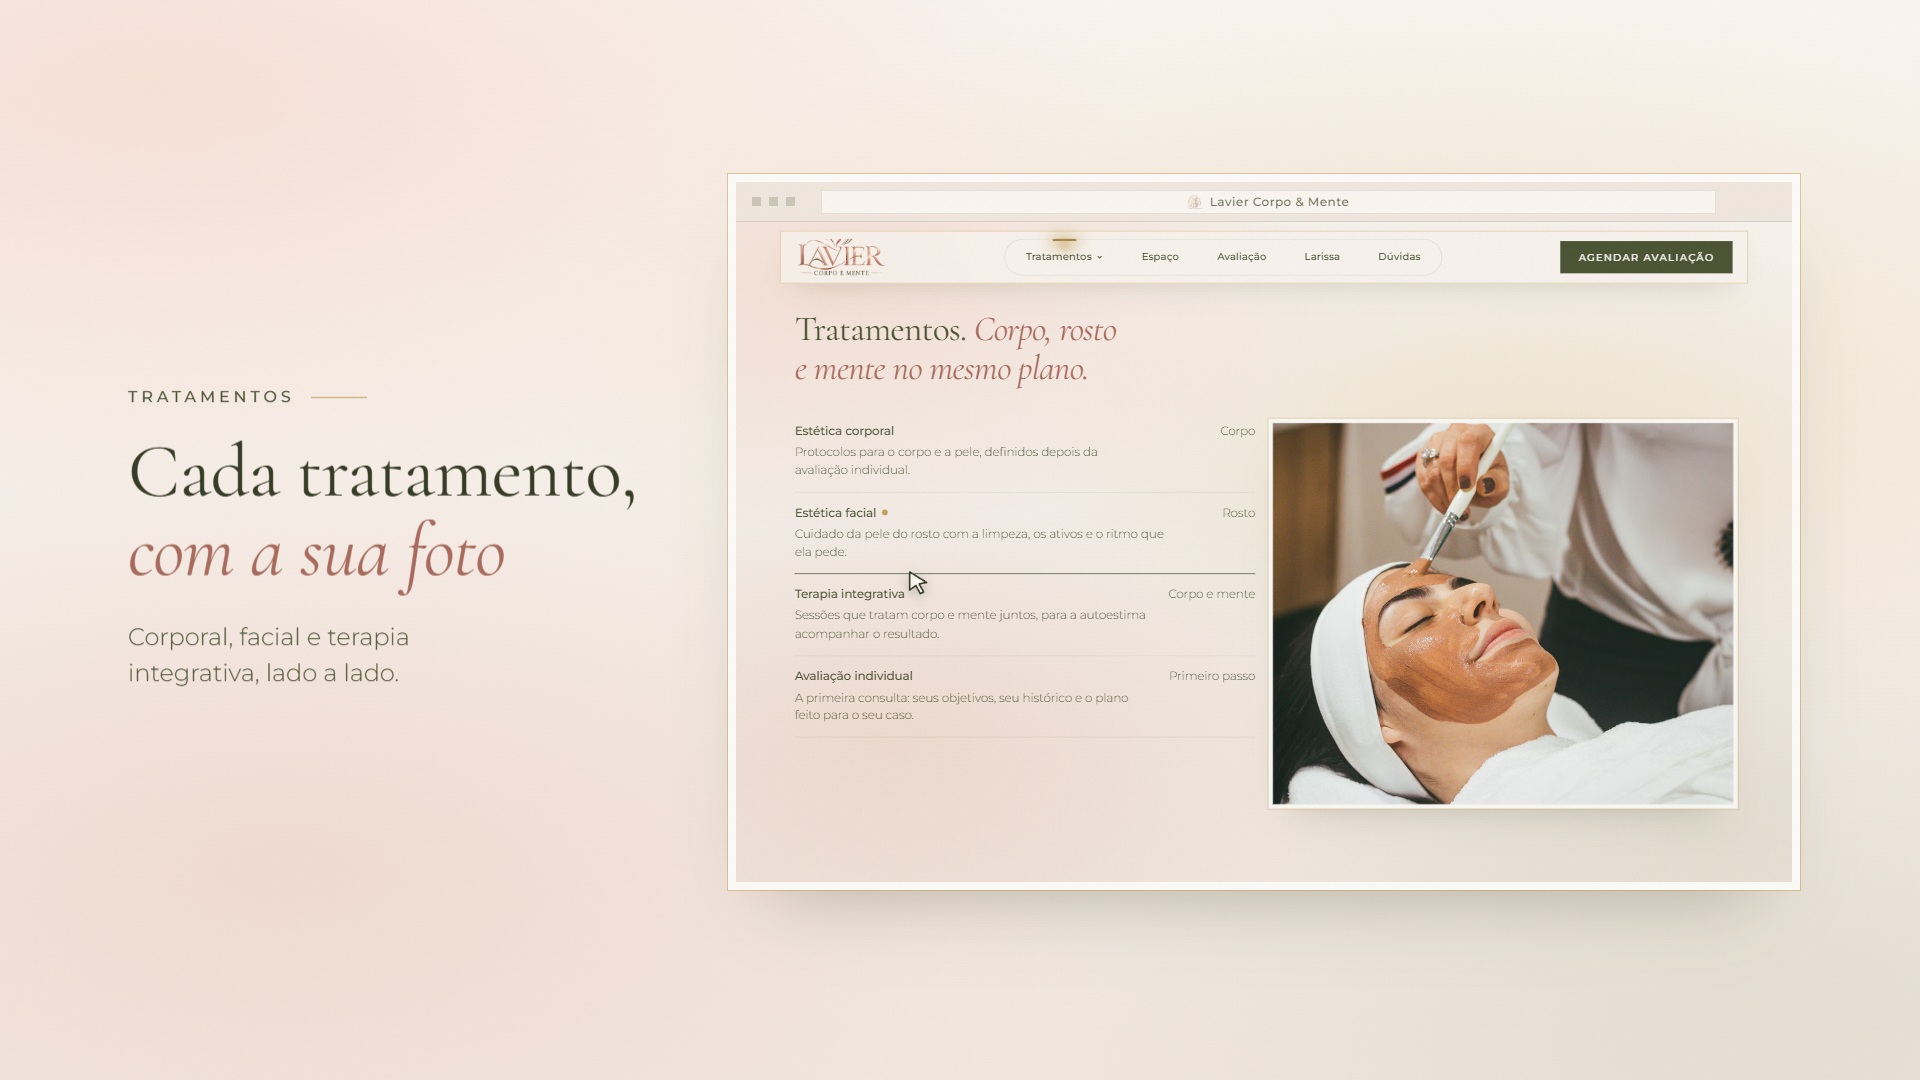 TRATAMENTOS
Cada tratamento,
com a sua foto
Corporal, facial e terapia
integrativa, lado a lado.
Lavier Corpo & Mente
LAVIER
CORPO E MENTE
Tratamentos
Espaço
Avaliação
Larissa
Dúvidas
AGENDAR AVALIAÇÃO
Tratamentos. Corpo, rosto
e mente no mesmo plano.
Estética corporal
Corpo
Protocolos para o corpo e a pele, definidos depois da
avaliação individual.
Estética facial
Rosto
Cuidado da pele do rosto com a limpeza, os ativos e o ritmo que
ela pede.
Terapia integrativa
Corpo e mente
Sessões que tratam corpo e mente juntos, para a autoestima
acompanhar o resultado.
Avaliação individual
Primeiro passo
A primeira consulta: seus objetivos, seu histórico e o plano
feito para o seu caso.